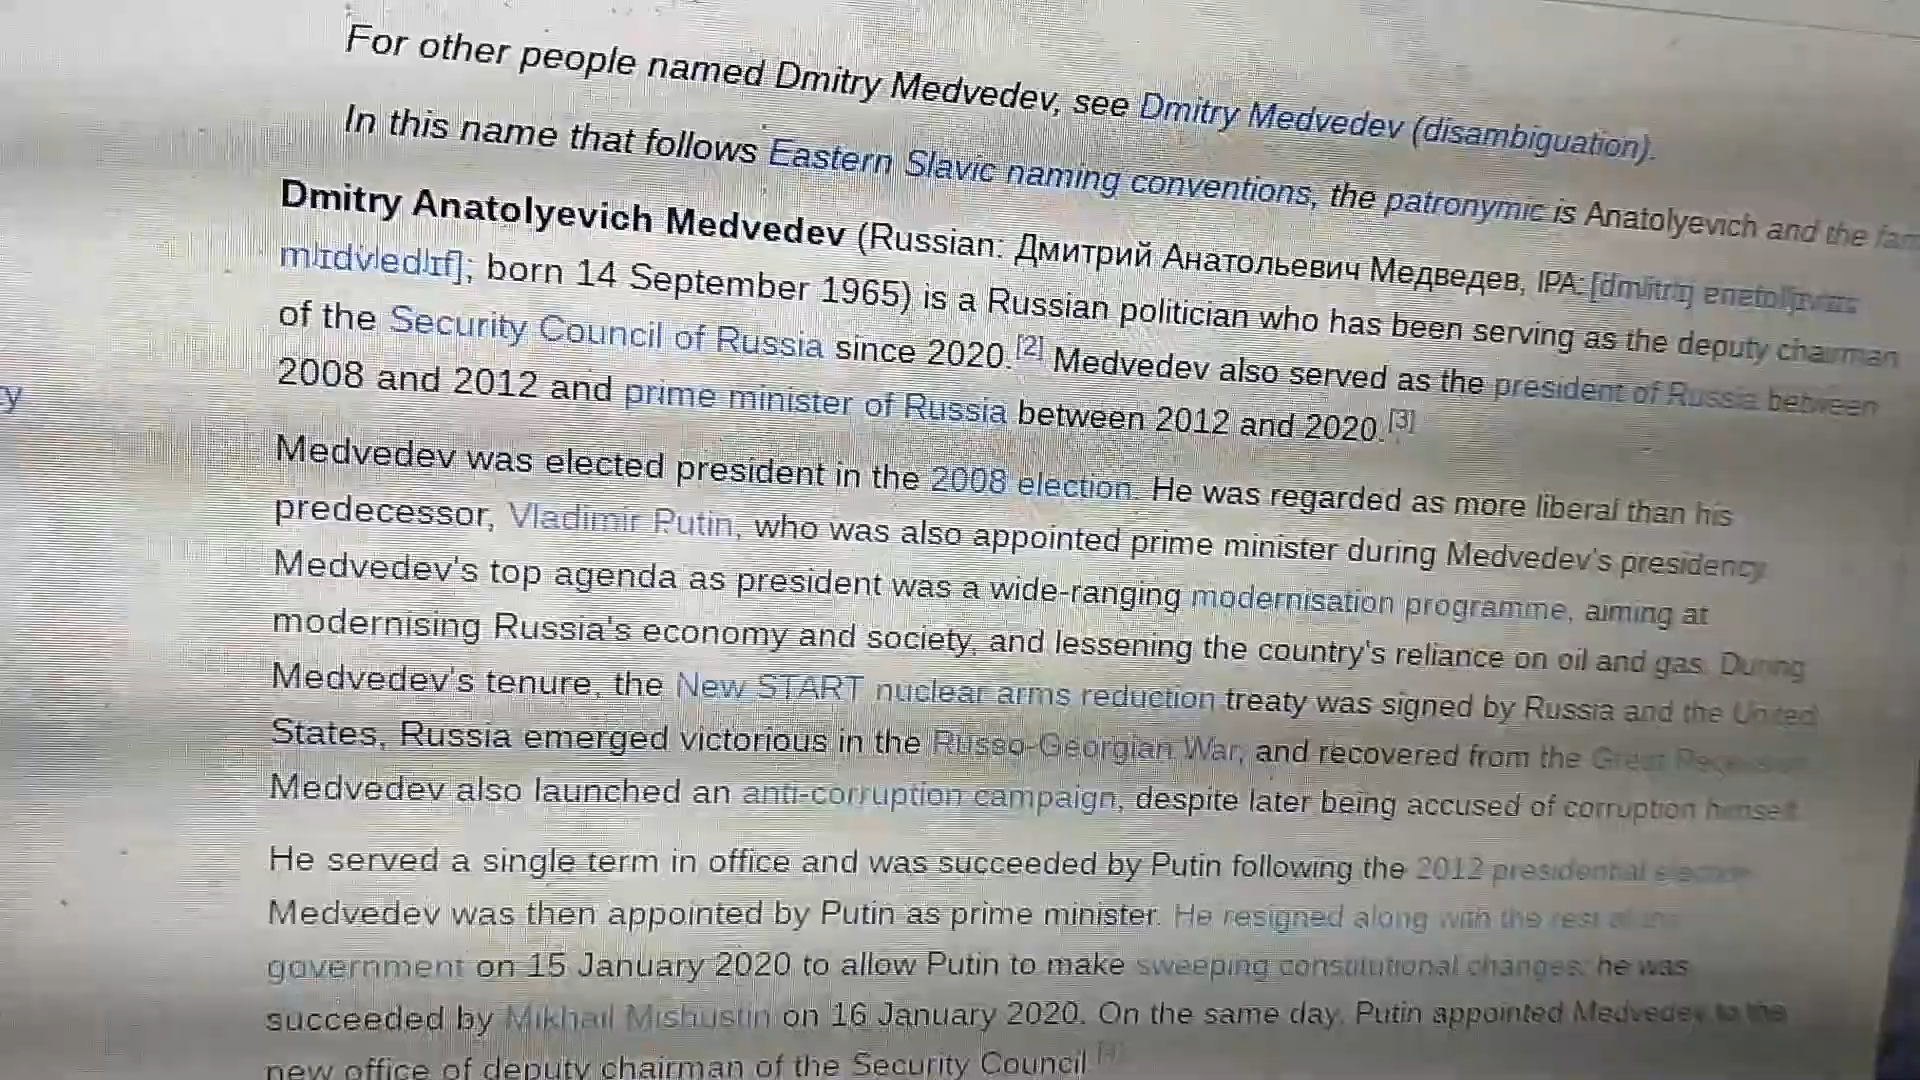 For other people named Dmitry Medvedev, see Dmitry Medvedev (disambiguation).
In this name that follows Eastern Slavic naming conventions, the patronymic is Anatolyevich and the
Dmitry Anatolyevich Medvedev (Russian: Дмитрий Анатольевич Медведев, IPA:
born 14 September 1965) is a Russian politician who has been serving as the deputy chairman
of the Security Council of Russia since 2020.[2] Medvedev also served as the president of Russia between
2008 and 2012 and prime minister of Russia between 2012 and 2020.[3]
Medvedev was elected president in the 2008 election. He was regarded as more liberal than his
predecessor, Vladimir Putin, who was also appointed prime minister during Medvedev's presidency
Medvedev's top agenda as president was a wide-ranging modernisation programme, aiming at
modernising Russia's economy and society, and lessening the country's reliance on oil and gas. During
Medvedev's tenure, the New START nuclear arms reduction treaty was signed by Russia and the United
States, Russia emerged victorious in the Russo-Georgian War, and recovered from the Great Recession.
Medvedev also launched an anti-corruption campaign, despite later being accused of corruption himself.
He served a single term in office and was succeeded by Putin following the 2012 presidential election
Medvedev was then appointed by Putin as prime minister. He resigned along with the rest of the
government on 15 January 2020 to allow Putin to make sweeping constitutional changes; he was
succeeded by Mikhail Mishustin on 16 January 2020. On the same day, Putin appointed Medvedev to the
new office of deputy chairman of the Security Council.[4]